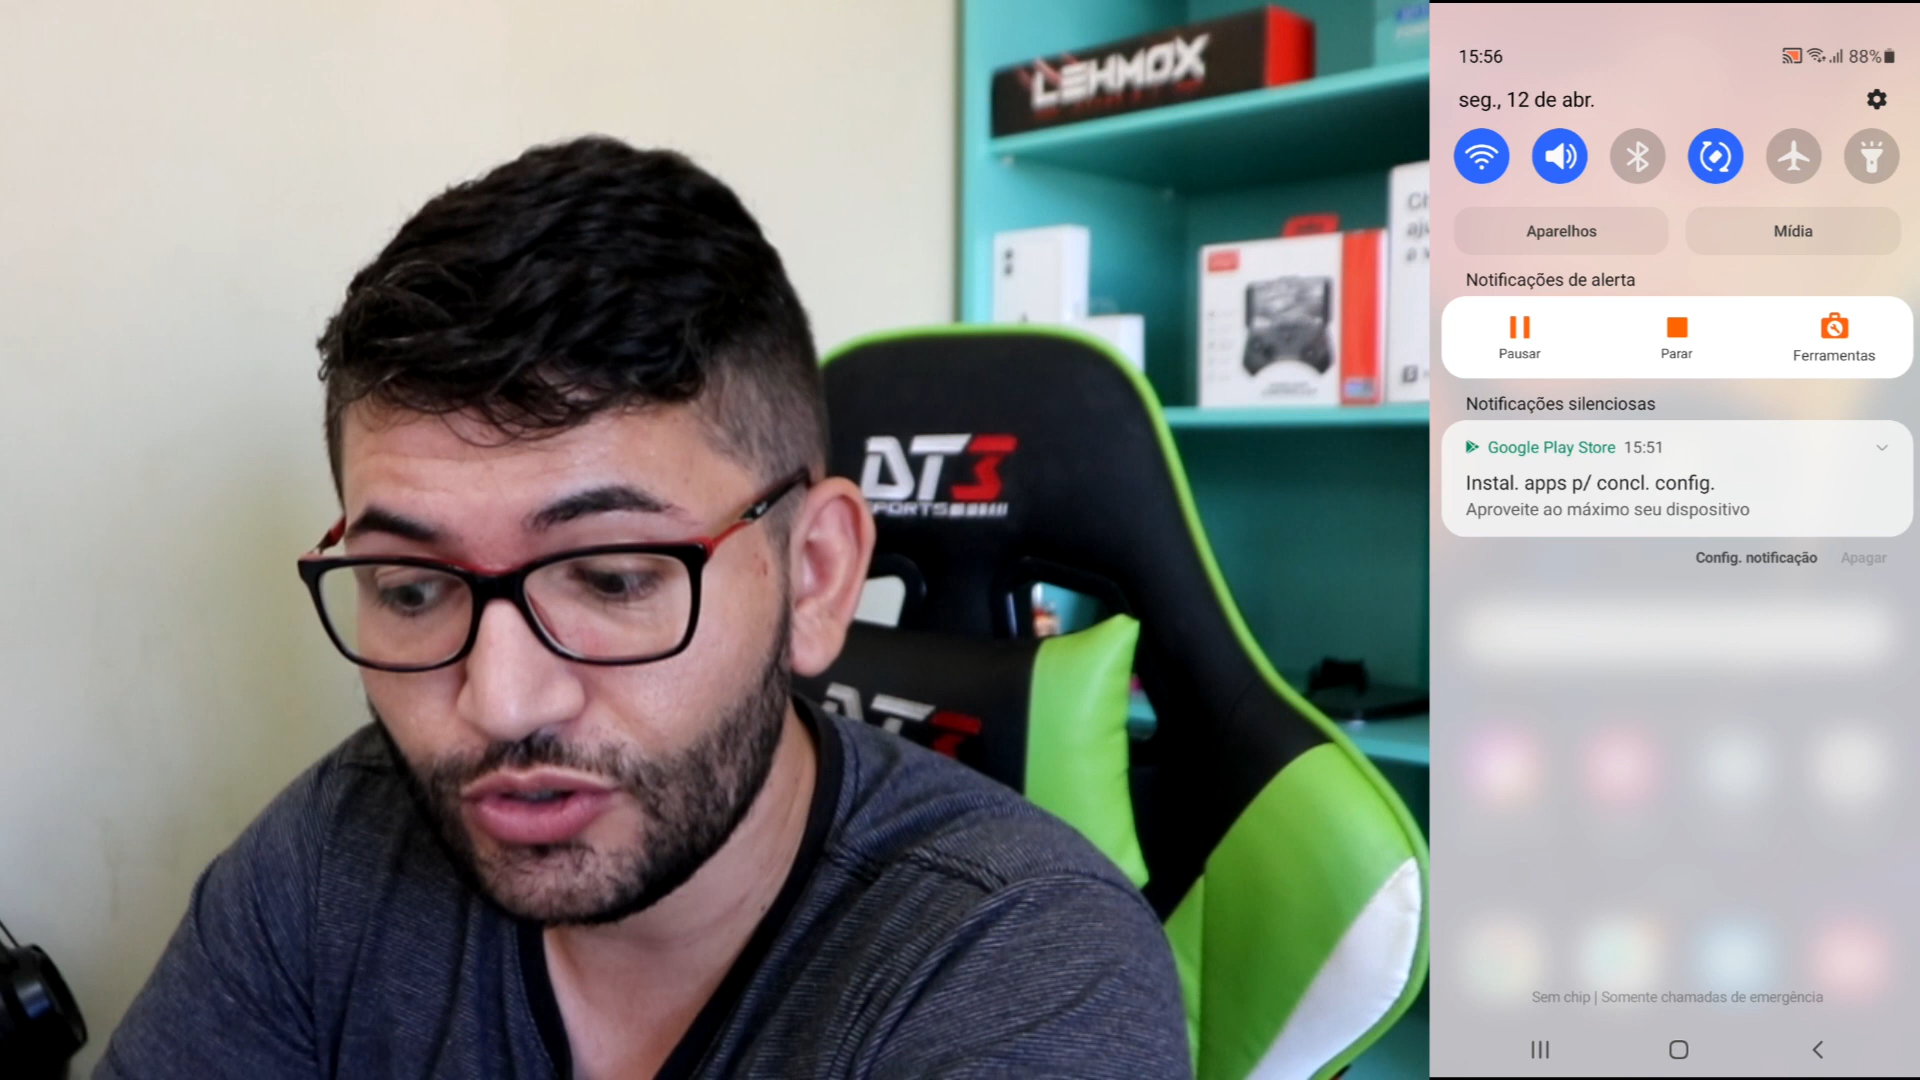 LEHMOX
DT3
SPORTS
15:56
88%
seg., 12 de abr.
Aparelhos
Mídia
Notificações de alerta
Pausar
Parar
Ferramentas
Notificações silenciosas
Google Play Store 15:51
Instal. apps p/ concl. config.
Aproveite ao máximo seu dispositivo
Config. notificação
Apagar
Sem chip | Somente chamadas de emergência